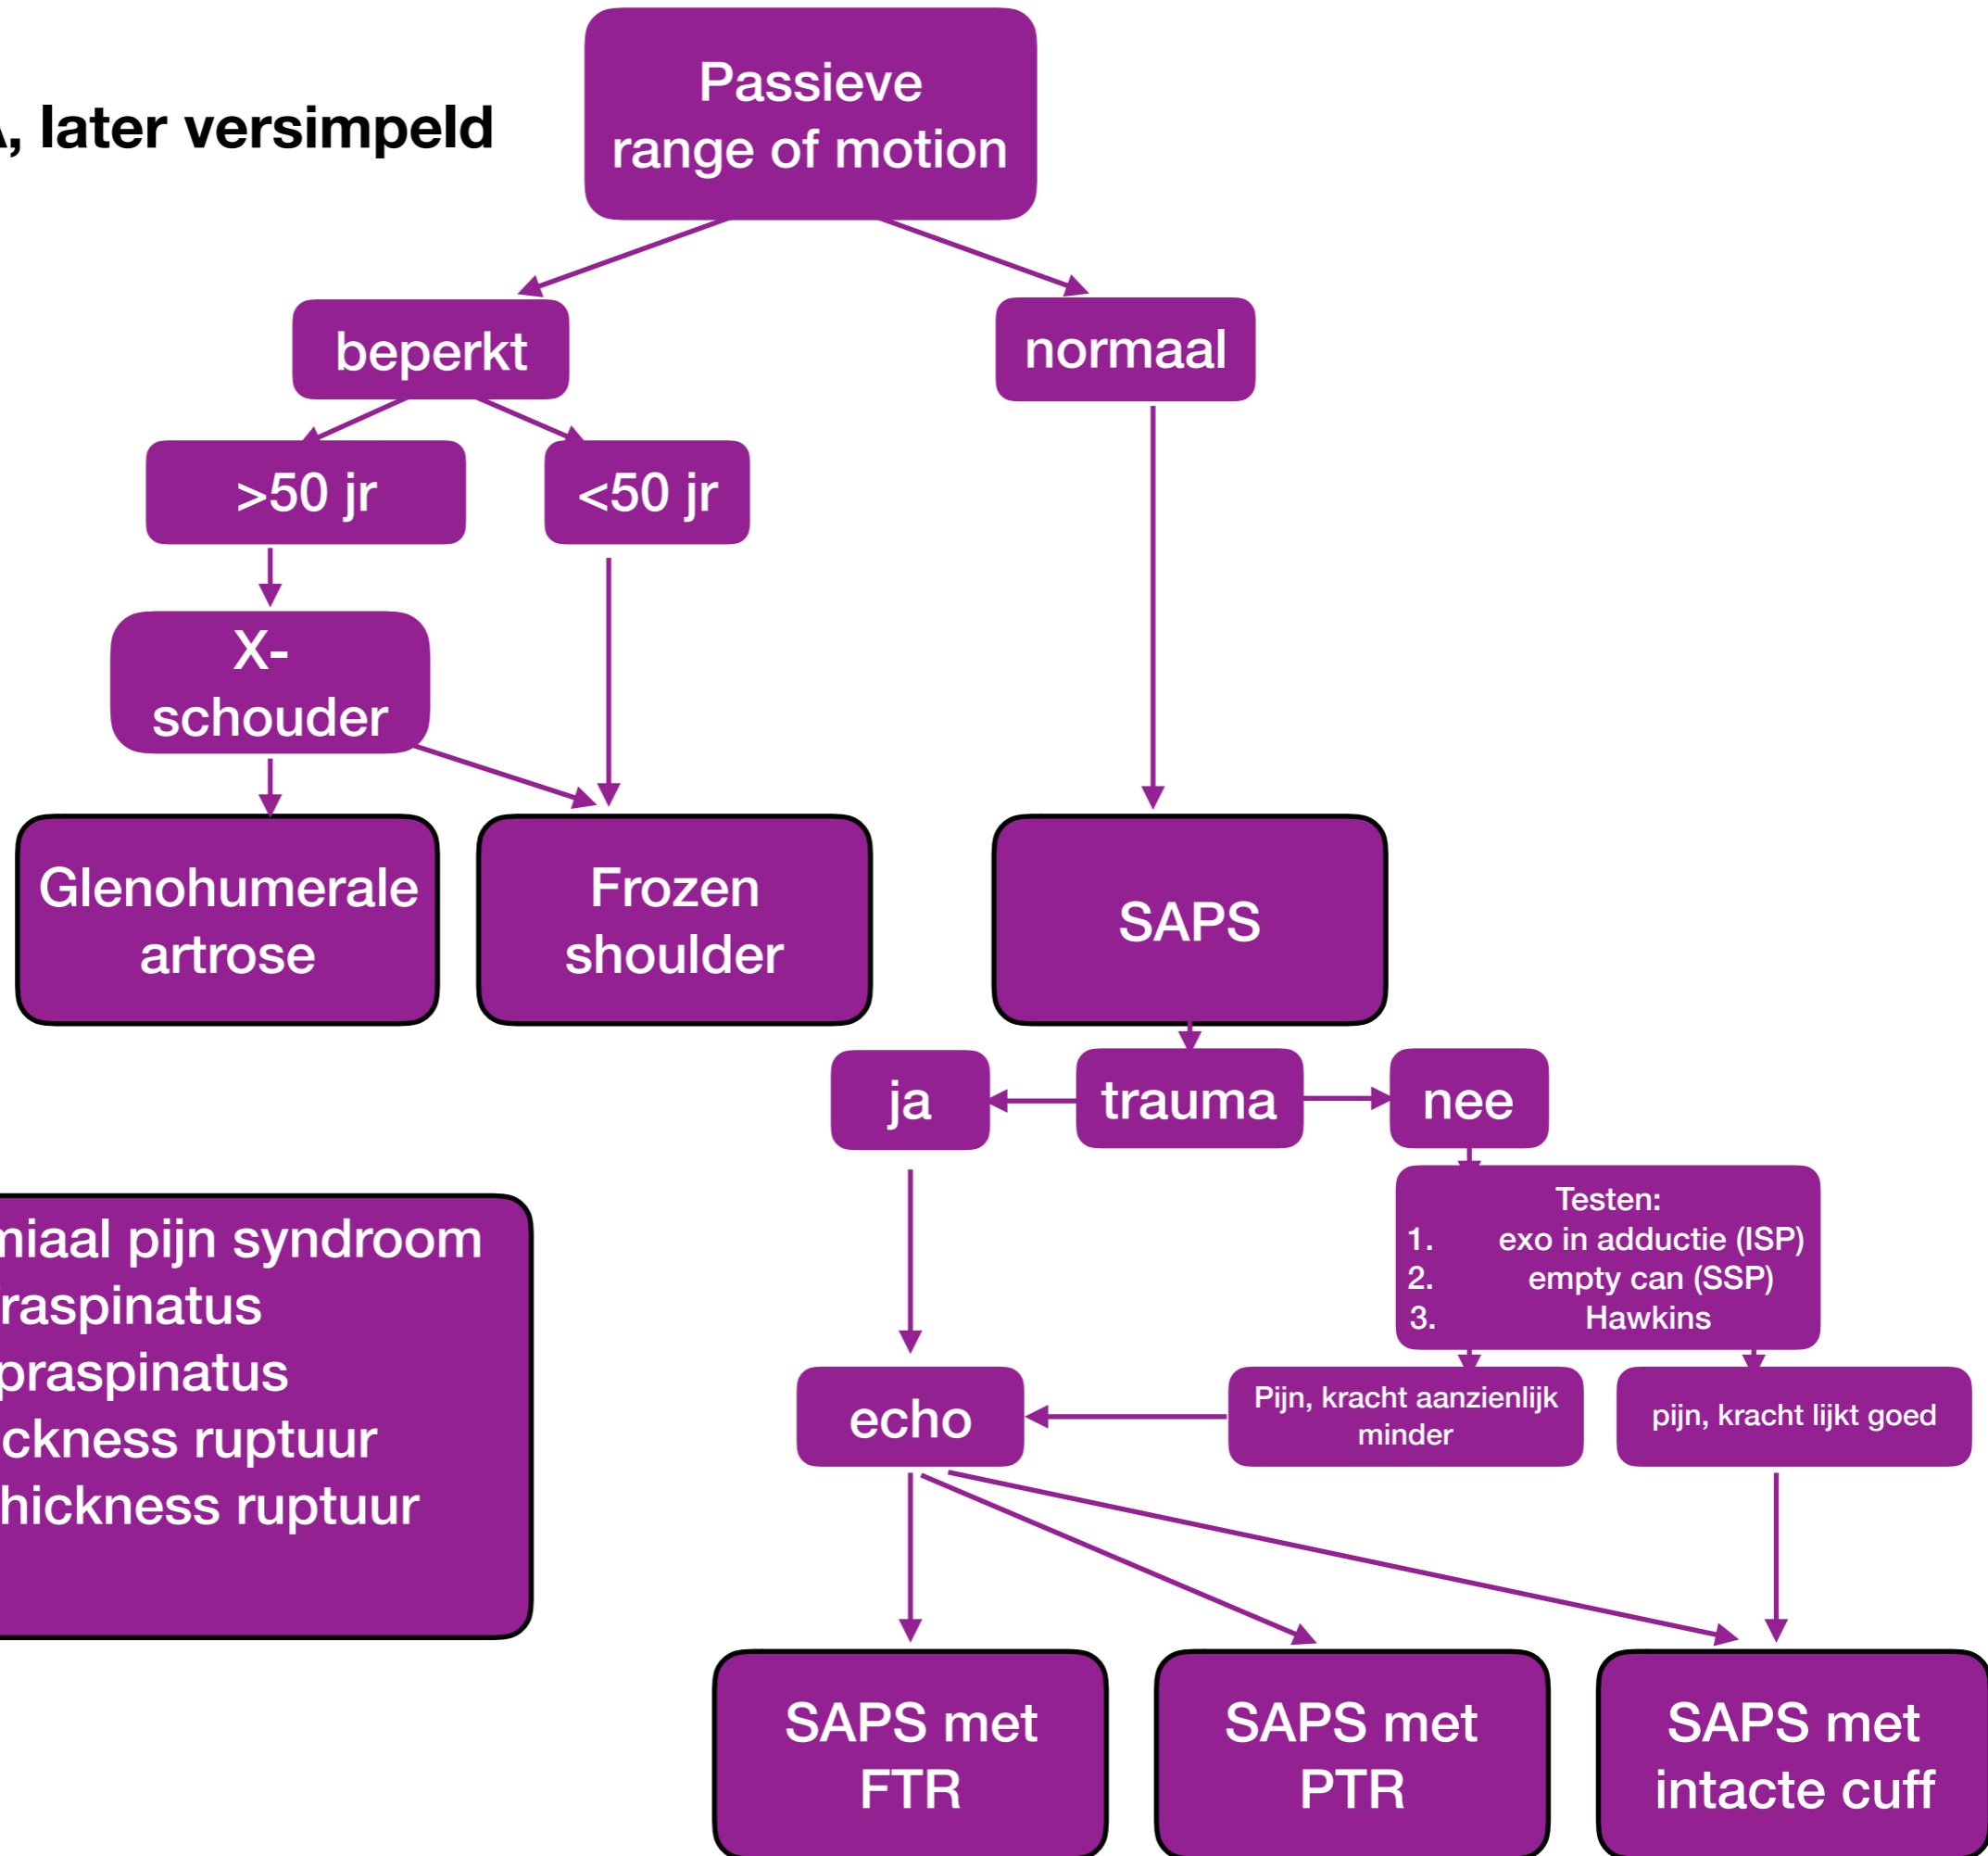 , later versimpeld
Passieve
range of motion
beperkt
normaal
>50 jr
<50 jr
X-
schouder
Glenohumerale
artrose
Frozen
shoulder
SAPS
ja
trauma
nee
Testen:
1. exo in adductie (ISP)
2. empty can (SSP)
3. Hawkins
miaal pijn syndroom
raspinatus
praspinatus
ckness ruptuur
hickness ruptuur
echo
Pijn, kracht aanzienlijk
minder
pijn, kracht lijkt goed
SAPS met
FTR
SAPS met
PTR
SAPS met
intacte cuff